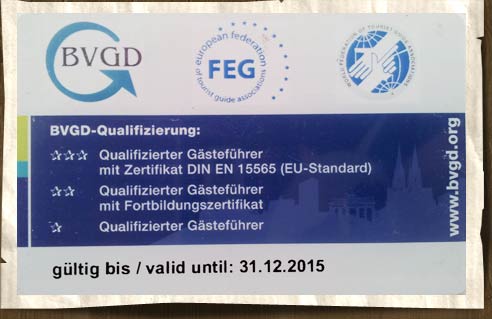 BVGD
european federation
FEG
of tourist guide associations
WORLD FEDERATION OF TOURIST GUIDE ASSOCIATIONS
BVGD-Qualifizierung:
☆☆☆ Qualifizierter Gästeführer
mit Zertifikat DIN EN 15565 (EU-Standard)
☆☆ Qualifizierter Gästeführer
mit Fortbildungszertifikat
☆ Qualifizierter Gästeführer
www.bvgd.org
gültig bis / valid until: 31.12.2015